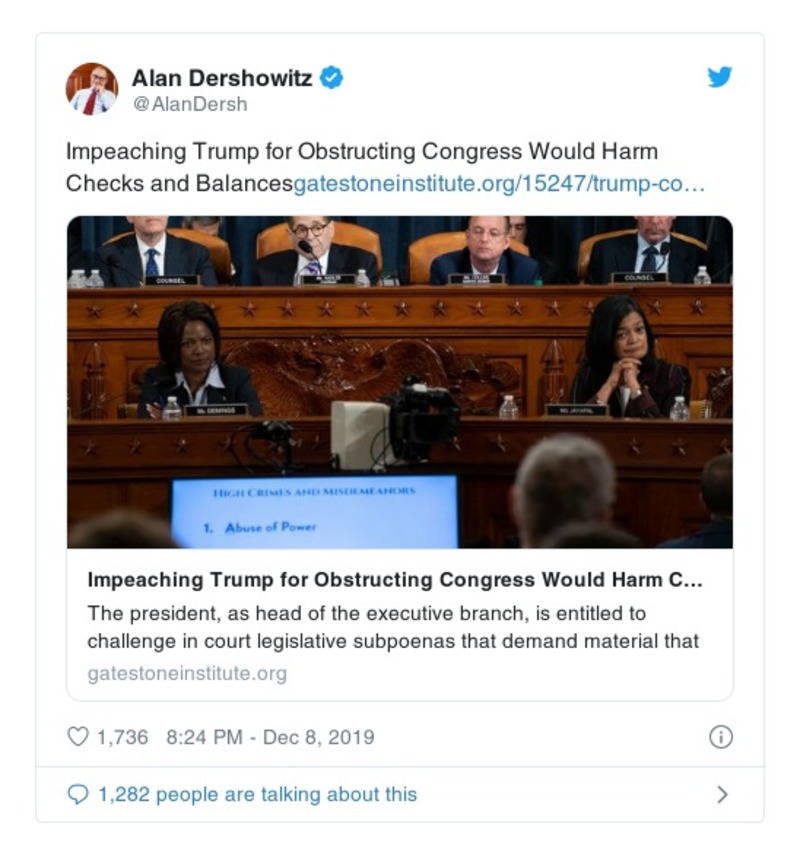 Alan Dershowitz
@AlanDersh
Impeaching Trump for Obstructing Congress Would Harm
Checks and Balancesgatestoneinstitute.org/15247/trump-co…
COUNSEL
COUNSEL
Ms. DEMINGS
MS. JAYAPAL
HIGH CRIMES AND MISDEMEANORS
1. Abuse of Power
Impeaching Trump for Obstructing Congress Would Harm C...
The president, as head of the executive branch, is entitled to
challenge in court legislative subpoenas that demand material that
gatestoneinstitute.org
1,736 8:24 PM - Dec 8, 2019
1,282 people are talking about this